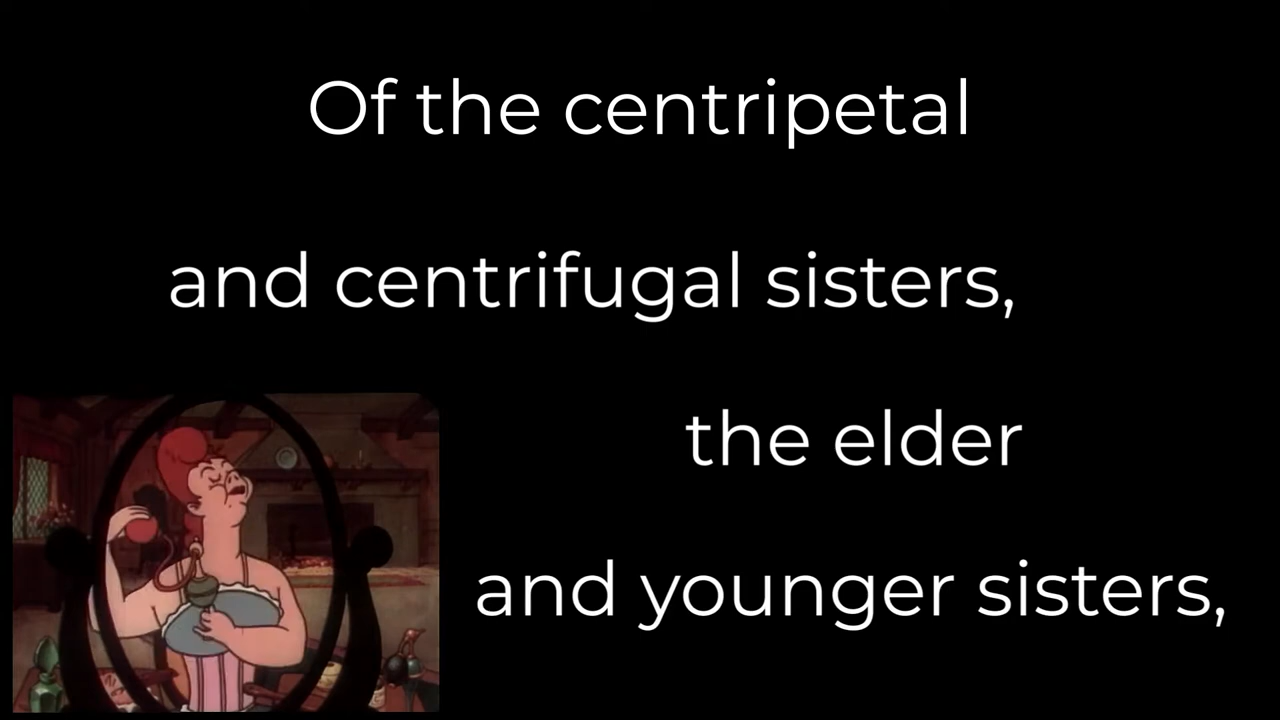 Of the centripetal
and centrifugal sisters,
the elder
and younger sisters,